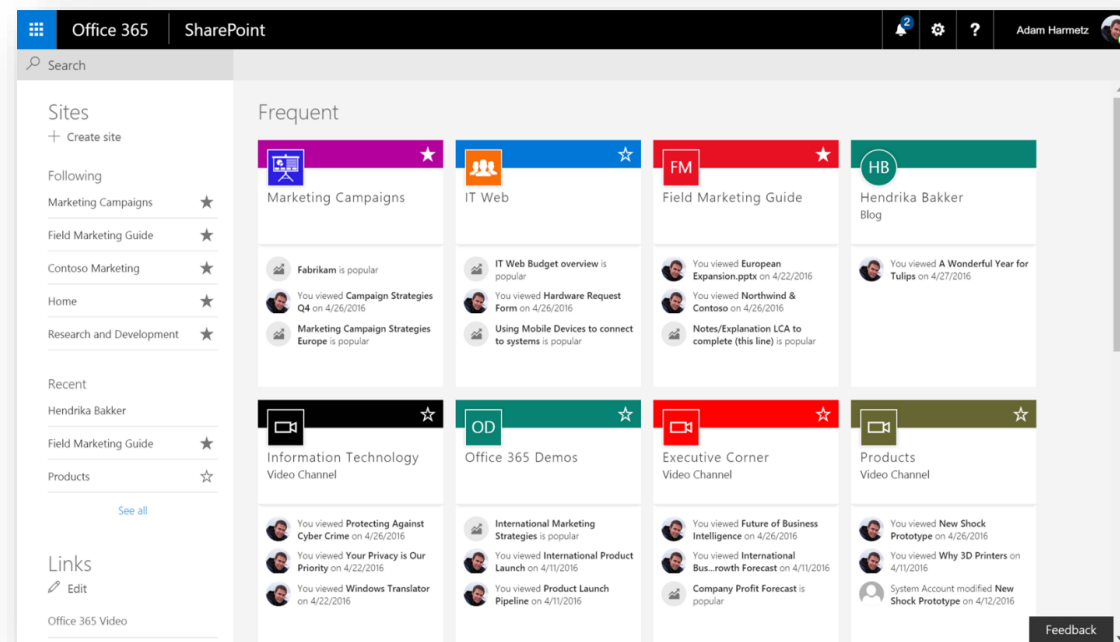 Office 365
SharePoint
2
?
Adam Harmetz
Search
Sites
+ Create site
Following
Marketing Campaigns
Field Marketing Guide
Contoso Marketing
Home
Research and Development
Recent
Hendrika Bakker
Field Marketing Guide
Products
See all
Links
Edit
Office 365 Video
Frequent
Marketing Campaigns
Fabrikam is popular
You viewed Campaign Strategies
Q4 on 4/26/2016
Marketing Campaign Strategies
Europe is popular
IT Web
IT Web Budget overview is
popular
You viewed Hardware Request
Form on 4/26/2016
Using Mobile Devices to connect
to systems is popular
FM
Field Marketing Guide
You viewed European
Expansion.pptx on 4/22/2016
You viewed Northwind &
Contoso on 4/26/2016
Notes/Explanation LCA to
complete (this line) is popular
HB
Hendrika Bakker
Blog
You viewed A Wonderful Year for
Tulips on 4/27/2016
Information Technology
Video Channel
You viewed Protecting Against
Cyber Crime on 4/26/2016
You viewed Your Privacy is Our
Priority on 4/22/2016
You viewed Windows Translator
on 4/22/2016
OD
Office 365 Demos
International Marketing
Strategies is popular
You viewed International Product
Launch on 4/11/2016
You viewed Product Launch
Pipeline on 4/11/2016
Executive Corner
Video Channel
You viewed Future of Business
Intelligence on 4/26/2016
You viewed International
Bus...rowth Forecast on 4/11/2016
Company Profit Forecast is
popular
Products
Video Channel
You viewed New Shock
Prototype on 4/26/2016
You viewed Why 3D Printers on
4/11/2016
System Account modified New
Shock Prototype on 4/12/2016
Feedback